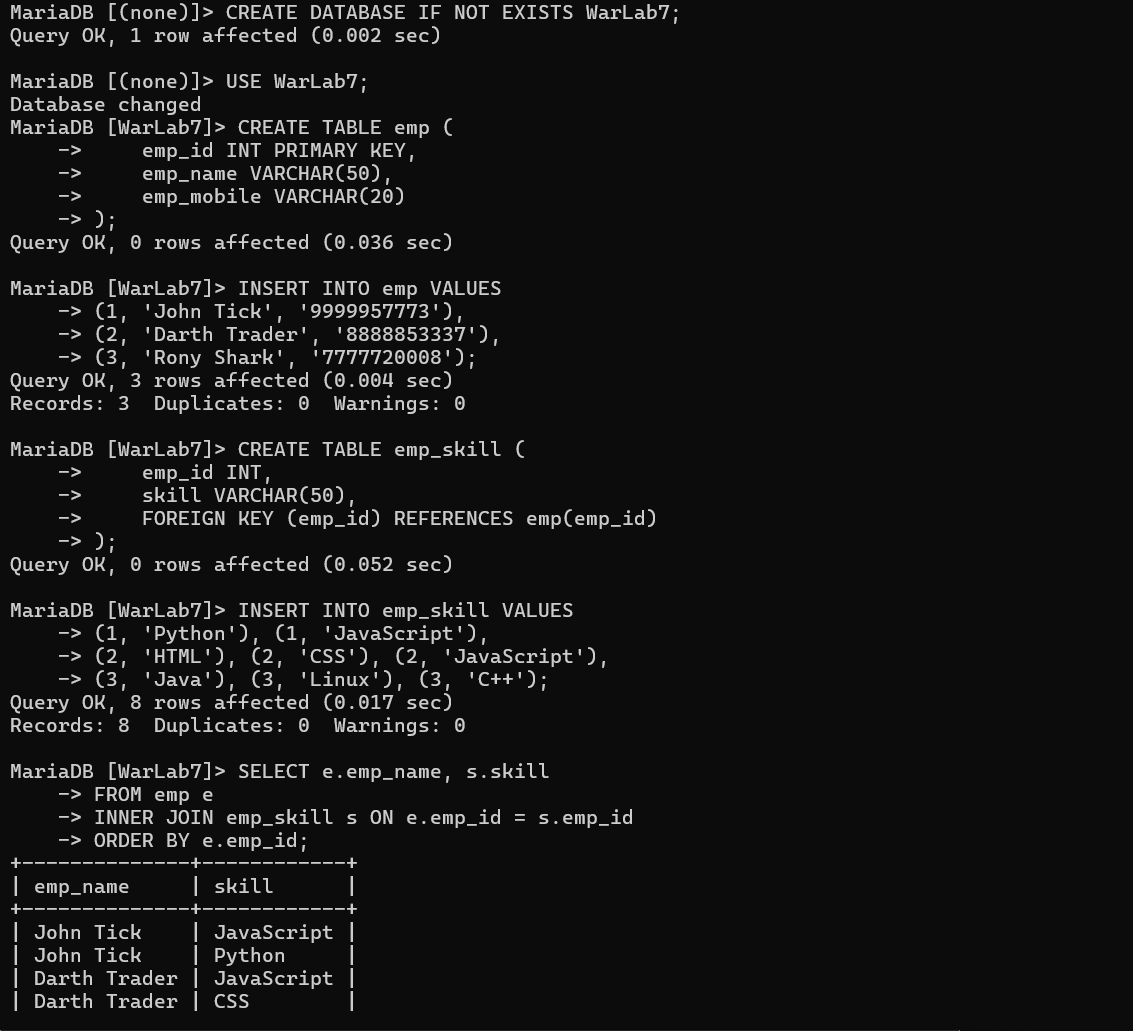 MariaDB [(none)]> CREATE DATABASE IF NOT EXISTS WarLab7;
Query OK, 1 row affected (0.002 sec)

MariaDB [(none)]> USE WarLab7;
Database changed
MariaDB [WarLab7]> CREATE TABLE emp (
    ->     emp_id INT PRIMARY KEY,
    ->     emp_name VARCHAR(50),
    ->     emp_mobile VARCHAR(20)
    -> );
Query OK, 0 rows affected (0.036 sec)

MariaDB [WarLab7]> INSERT INTO emp VALUES
    -> (1, 'John Tick', '9999957773'),
    -> (2, 'Darth Trader', '8888853337'),
    -> (3, 'Rony Shark', '7777720008');
Query OK, 3 rows affected (0.004 sec)
Records: 3  Duplicates: 0  Warnings: 0

MariaDB [WarLab7]> CREATE TABLE emp_skill (
    ->     emp_id INT,
    ->     skill VARCHAR(50),
    ->     FOREIGN KEY (emp_id) REFERENCES emp(emp_id)
    -> );
Query OK, 0 rows affected (0.052 sec)

MariaDB [WarLab7]> INSERT INTO emp_skill VALUES
    -> (1, 'Python'), (1, 'JavaScript'),
    -> (2, 'HTML'), (2, 'CSS'), (2, 'JavaScript'),
    -> (3, 'Java'), (3, 'Linux'), (3, 'C++');
Query OK, 8 rows affected (0.017 sec)
Records: 8  Duplicates: 0  Warnings: 0

MariaDB [WarLab7]> SELECT e.emp_name, s.skill
    -> FROM emp e
    -> INNER JOIN emp_skill s ON e.emp_id = s.emp_id
    -> ORDER BY e.emp_id;
+--------------+------------+
| emp_name     | skill      |
+--------------+------------+
| John Tick    | JavaScript |
| John Tick    | Python     |
| Darth Trader | JavaScript |
| Darth Trader | CSS        |